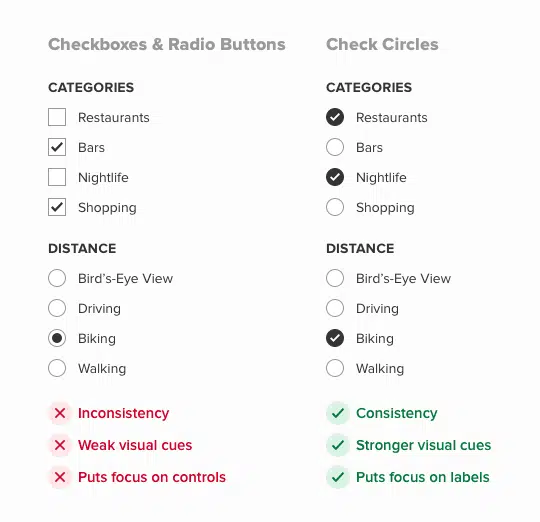 Checkboxes & Radio Buttons
CATEGORIES
Restaurants
Bars
Nightlife
Shopping
DISTANCE
Bird's-Eye View
Driving
Biking
Walking
Inconsistency
Weak visual cues
Puts focus on controls
Check Circles
CATEGORIES
Restaurants
Bars
Nightlife
Shopping
DISTANCE
Bird's-Eye View
Driving
Biking
Walking
Consistency
Stronger visual cues
Puts focus on labels